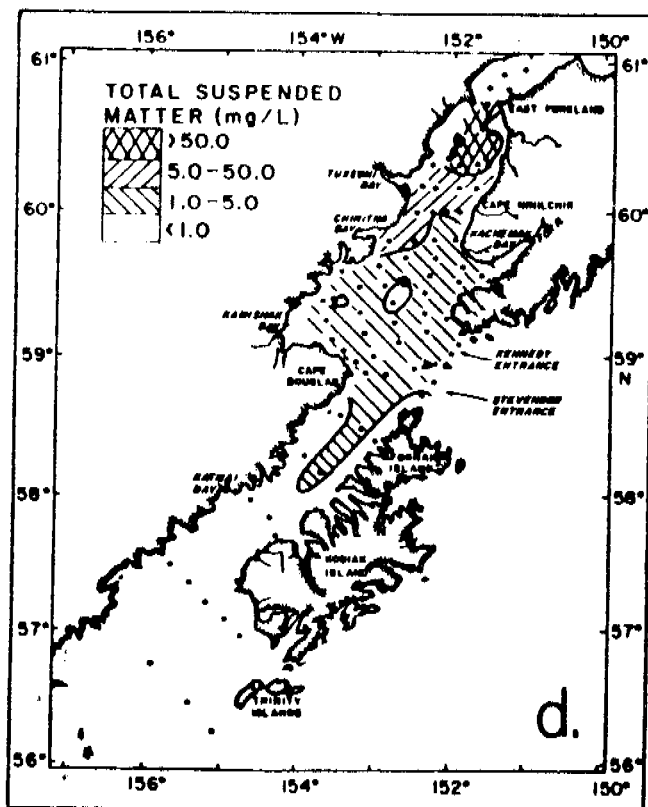 156° 154°W 152° 150°
61° 61°
TOTAL SUSPENDED
MATTER (mg/L)
>50.0
5.0-50.0
1.0-5.0
<1.0
EAST FORELAND
TUXEDNI
BAY
60° 60°
CAPE NINILCHIK
CHINITNA
BAY
KACHEMAK
BAY
KAMISHAK
BAY
59° 59°
N
KENNEDY
ENTRANCE
CAPE
DOUGLAS
STEVENSON
ENTRANCE
ISLAND
KATMAI
BAY
58° 58°
KODIAK
ISLAND
57° 57°
TRINITY
ISLANDS
d.
56° 56°
156° 154° 152° 150°